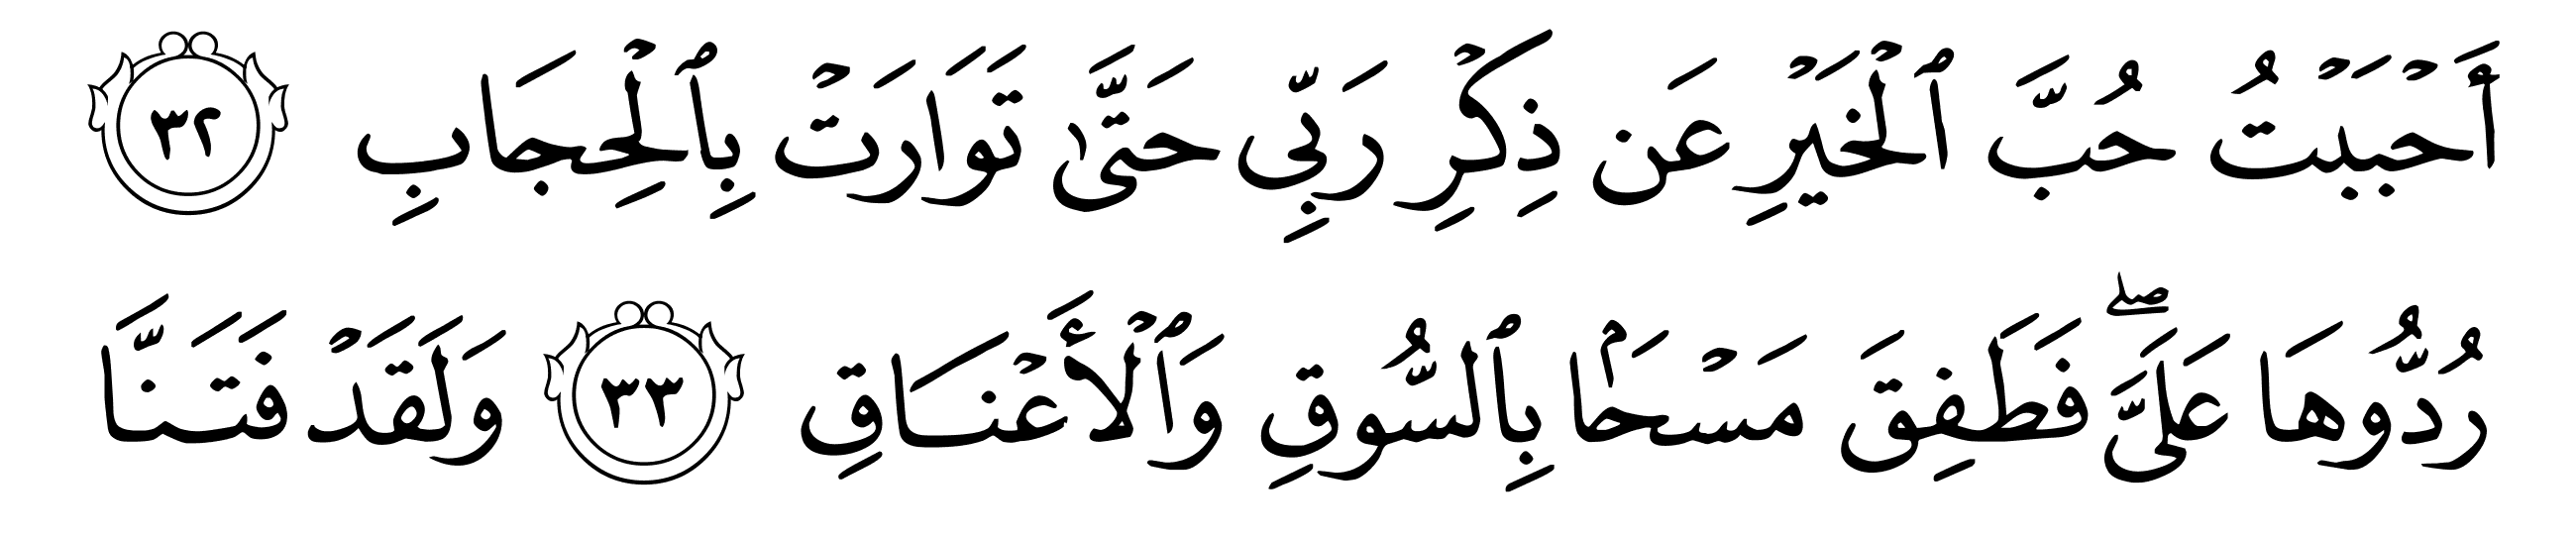 أَحۡبَبۡتُ حُبَّ ٱلۡخَيۡرِ عَن ذِكۡرِ رَبِّي حَتَّىٰ تَوَارَتۡ بِٱلۡحِجَابِ ٣٢
رُدُّوهَا عَلَيَّۖ فَطَفِقَ مَسۡحَۢا بِٱلسُّوقِ وَٱلۡأَعۡنَاقِ ٣٣ وَلَقَدۡ فَتَنَّا